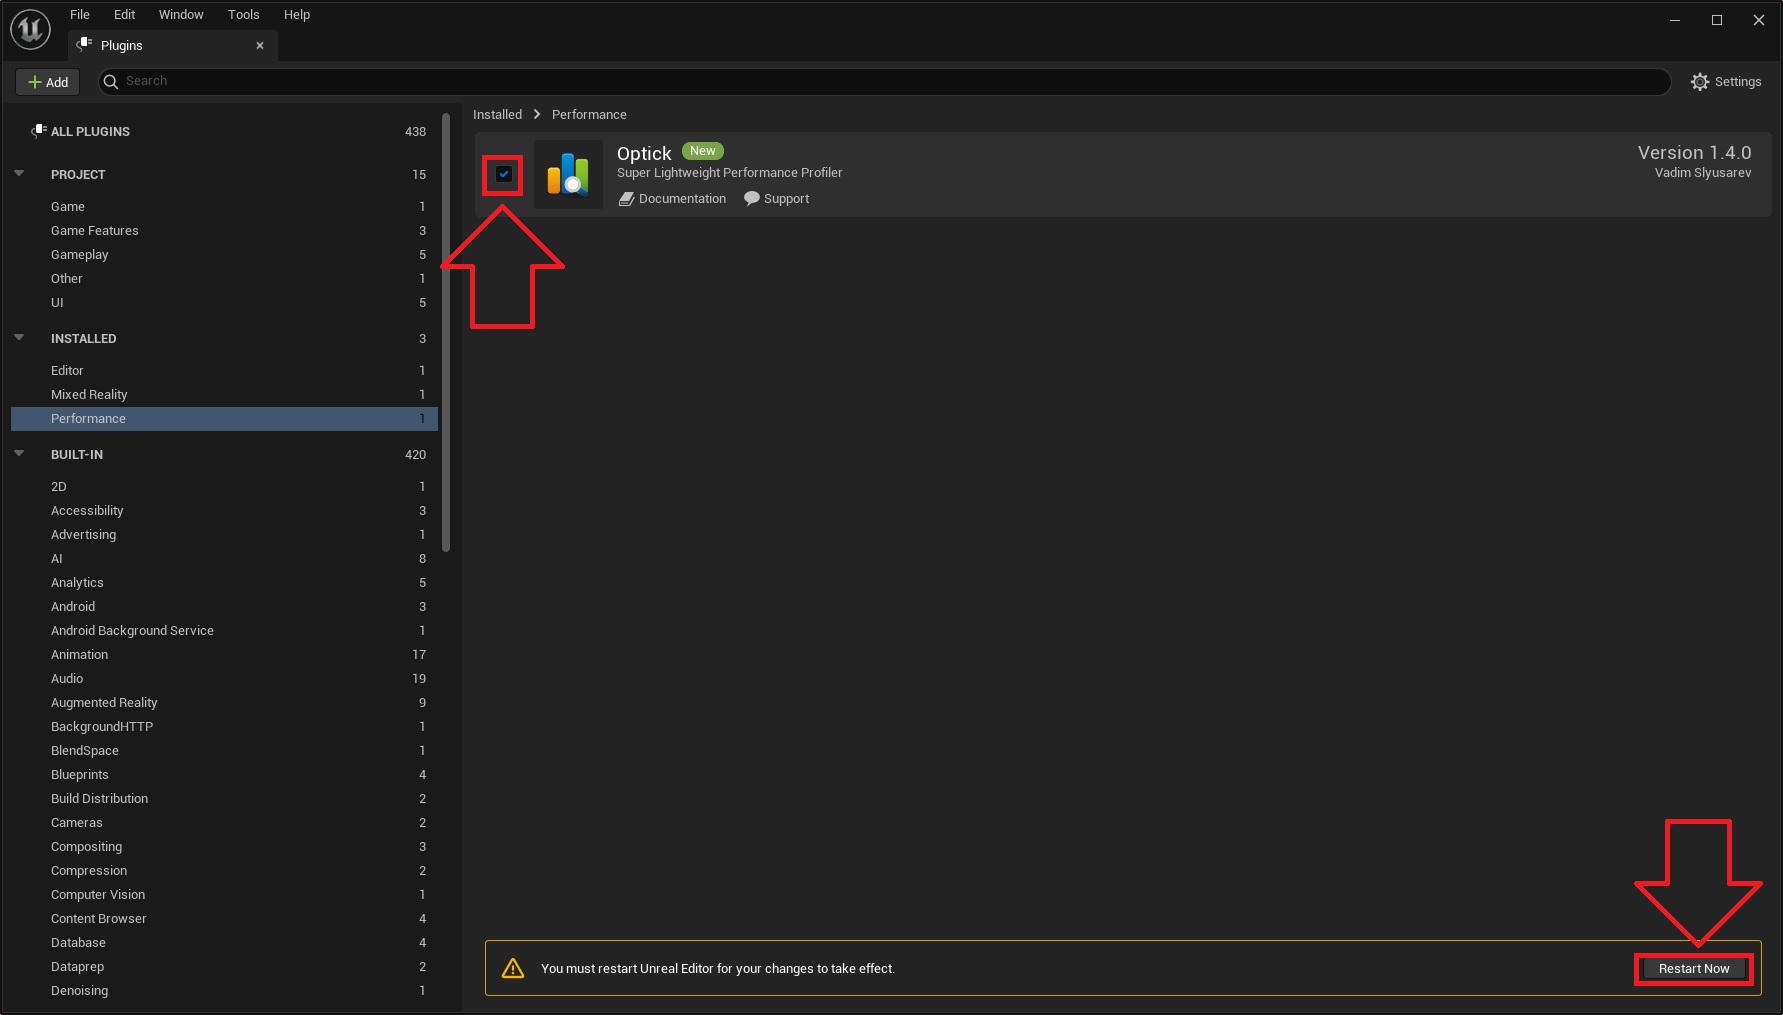 File Edit Window Tools Help
Plugins
Add
Search
Settings
ALL PLUGINS 438
PROJECT 15
Game 1
Game Features 3
Gameplay 5
Other 1
UI 5
INSTALLED 3
Editor 1
Mixed Reality 1
Performance 1
BUILT-IN 420
2D 1
Accessibility 3
Advertising 1
AI 8
Analytics 5
Android 3
Android Background Service 1
Animation 17
Audio 19
Augmented Reality 9
BackgroundHTTP 1
BlendSpace 1
Blueprints 4
Build Distribution 2
Cameras 2
Compositing 3
Compression 2
Computer Vision 1
Content Browser 4
Database 4
Dataprep 2
Denoising 1
Installed > Performance
Optick New
Super Lightweight Performance Profiler
Documentation Support
Version 1.4.0
Vadim Slyusarev
You must restart Unreal Editor for your changes to take effect.
Restart Now